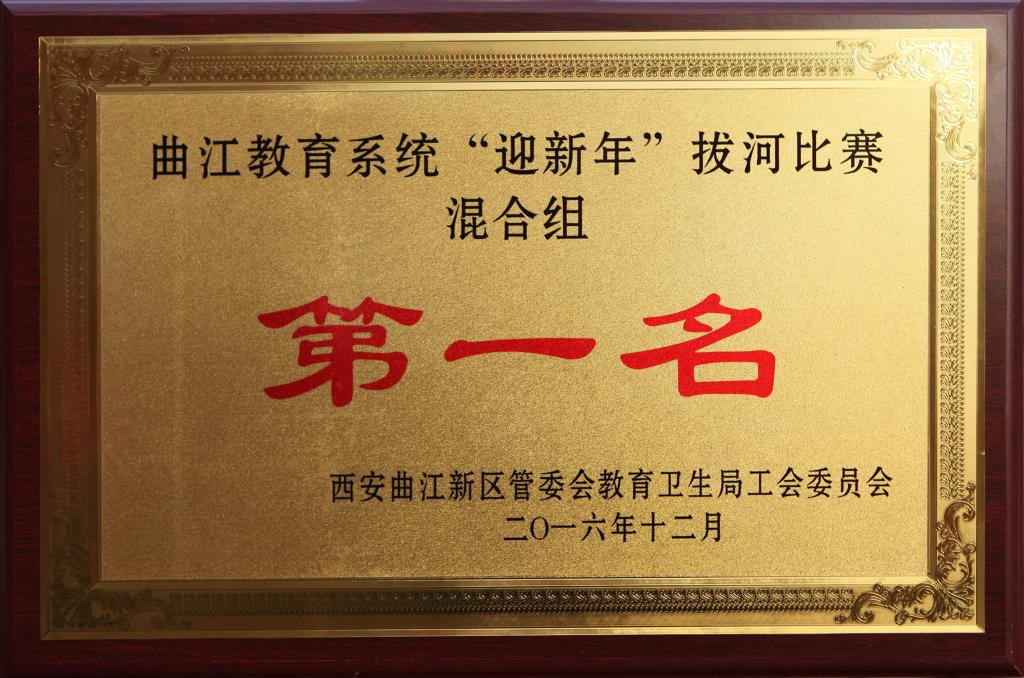 曲江教育系统“迎新年”拔河比赛
混合组
第一名
西安曲江新区管委会教育卫生局工会委员会
二〇一六年十二月